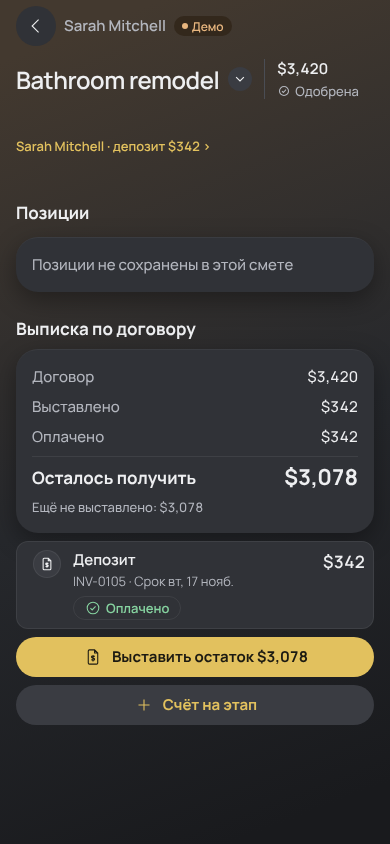 Sarah Mitchell
Демо
Bathroom remodel
$3,420
Одобрена
Sarah Mitchell · депозит $342 ›
Позиции
Позиции не сохранены в этой смете
Выписка по договору
Договор $3,420
Выставлено $342
Оплачено $342
Осталось получить $3,078
Ещё не выставлено: $3,078
Депозит $342
INV-0105 · Срок вт, 17 нояб.
Оплачено
Выставить остаток $3,078
Счёт на этап